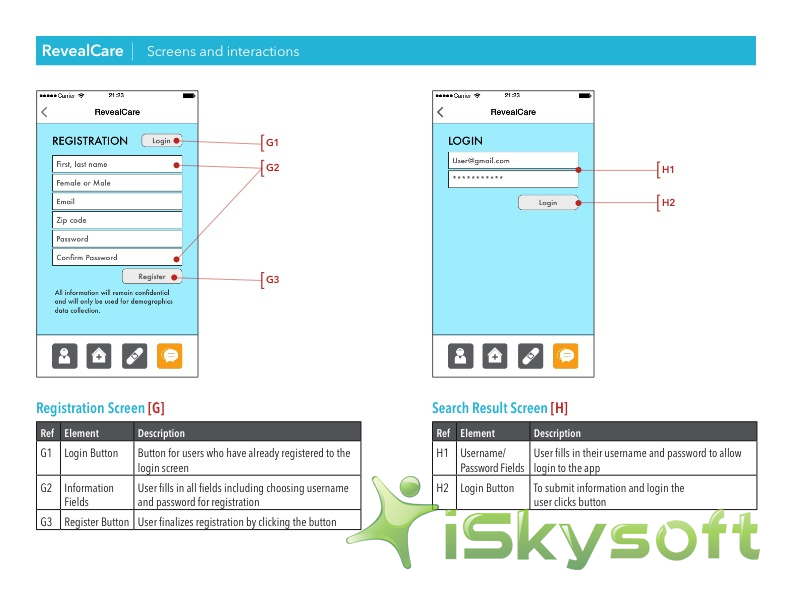 RevealCare | Screens and interactions
Carrier 21:23
RevealCare
REGISTRATION Login
First, last name
Female or Male
Email
Zip code
Password
Confirm Password
Register
All information will remain confidential
and will only be used for demographics
data collection.
G1
G2
G3
Carrier 21:23
RevealCare
LOGIN
User@gmail.com
***********
Login
H1
H2
Registration Screen [G]
Ref Element Description
G1 Login Button Button for users who have already registered to the
login screen
G2 Information User fills in all fields including choosing username
Fields and password for registration
G3 Register Button User finalizes registration by clicking the button
Search Result Screen [H]
Ref Element Description
H1 Username/ User fills in their username and password to allow
Password Fields login to the app
H2 Login Button To submit information and login the
user clicks button
iSkysoft